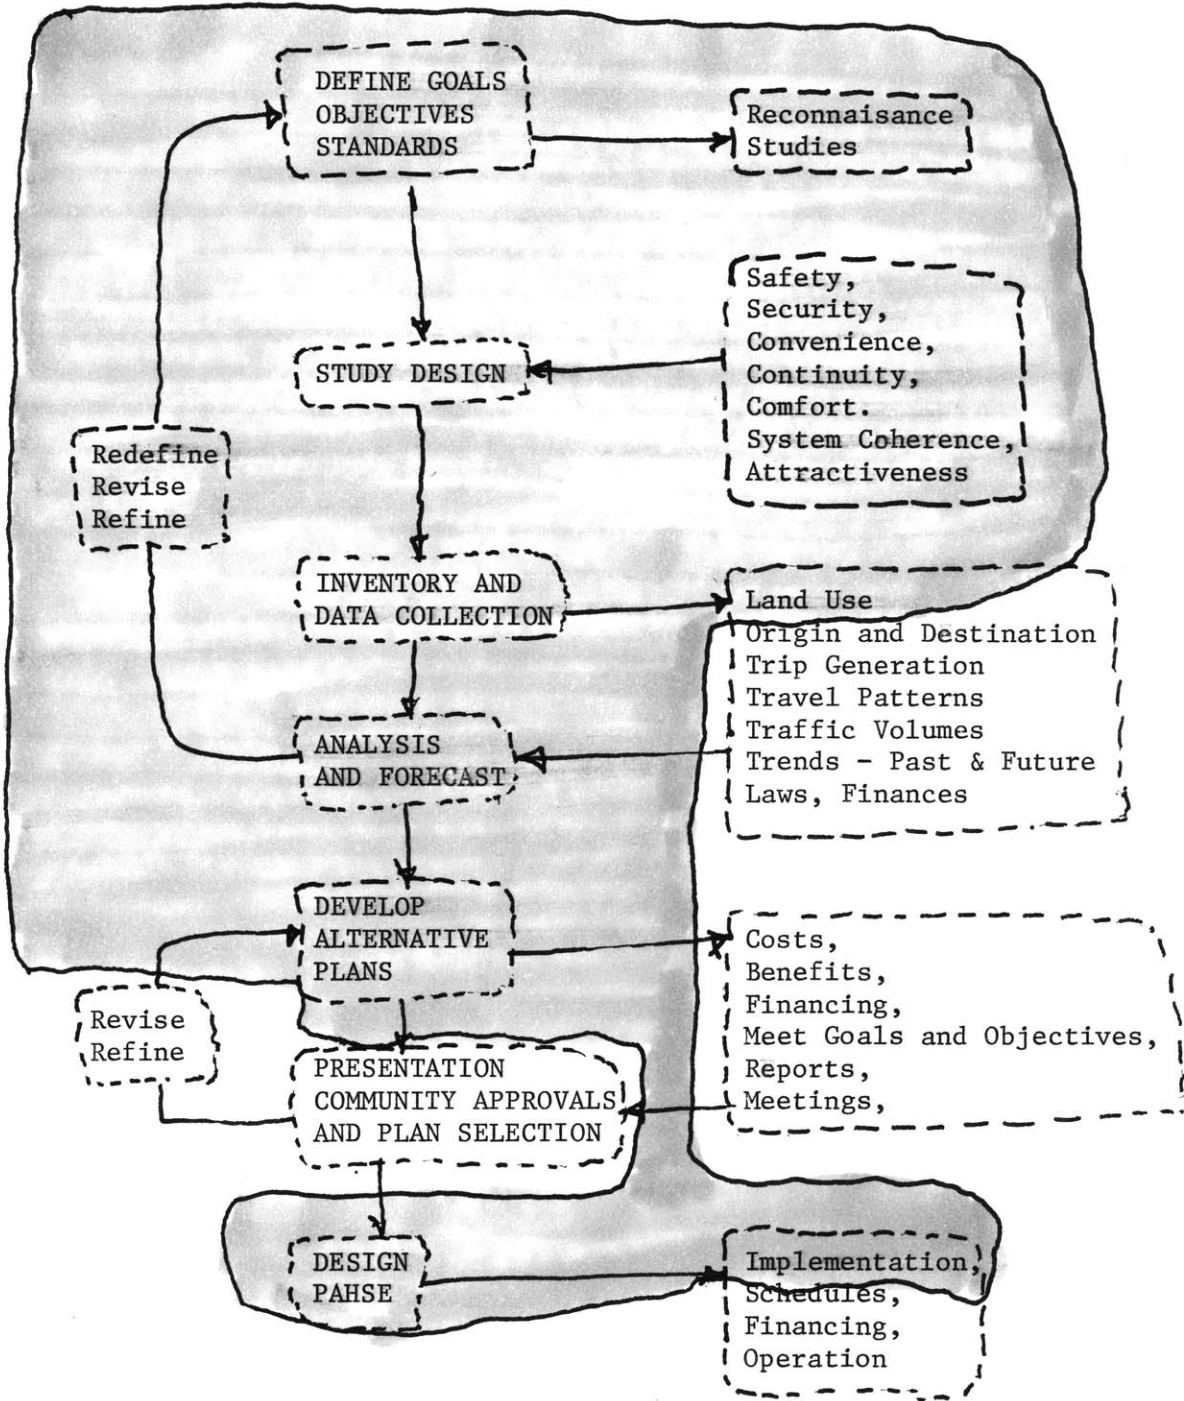 DEFINE GOALS
OBJECTIVES
STANDARDS
Reconnaisance
Studies
Safety,
Security,
Convenience,
Continuity,
Comfort.
System Coherence,
Attractiveness
STUDY DESIGN
Redefine
Revise
Refine
INVENTORY AND
DATA COLLECTION
Land Use
Origin and Destination
Trip Generation
Travel Patterns
Traffic Volumes
Trends - Past & Future
Laws, Finances
ANALYSIS
AND FORECAST
DEVELOP
ALTERNATIVE
PLANS
Costs,
Benefits,
Financing,
Meet Goals and Objectives,
Reports,
Meetings,
Revise
Refine
PRESENTATION
COMMUNITY APPROVALS
AND PLAN SELECTION
DESIGN
PAHSE
Implementation,
Schedules,
Financing,
Operation